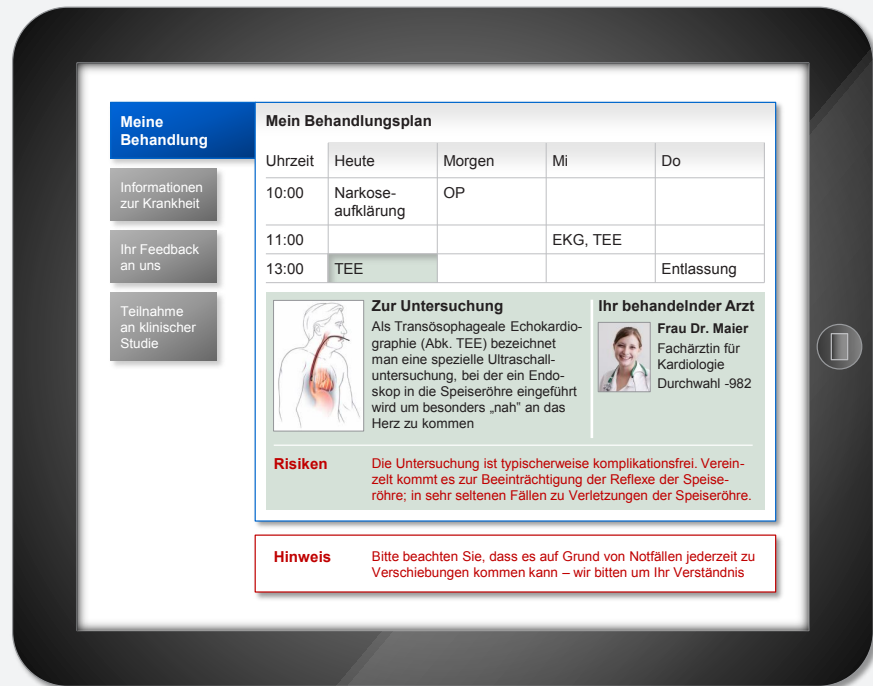 Meine
Behandlung
Informationen
zur Krankheit
Ihr Feedback
an uns
Teilnahme
an klinischer
Studie
Mein Behandlungsplan
Uhrzeit Heute Morgen Mi Do
10:00 Narkose- OP
aufklärung
11:00 EKG, TEE
13:00 TEE Entlassung
Zur Untersuchung
Als Transösophageale Echokardio-
graphie (Abk. TEE) bezeichnet
man eine spezielle Ultraschall-
untersuchung, bei der ein Endo-
skop in die Speiseröhre eingeführt
wird um besonders „nah” an das
Herz zu kommen
Ihr behandelnder Arzt
Frau Dr. Maier
Fachärztin für
Kardiologie
Durchwahl -982
Risiken
Die Untersuchung ist typischerweise komplikationsfrei. Verein-
zelt kommt es zur Beeinträchtigung der Reflexe der Speise-
röhre; in sehr seltenen Fällen zu Verletzungen der Speiseröhre.
Hinweis
Bitte beachten Sie, dass es auf Grund von Notfällen jederzeit zu
Verschiebungen kommen kann – wir bitten um Ihr Verständnis